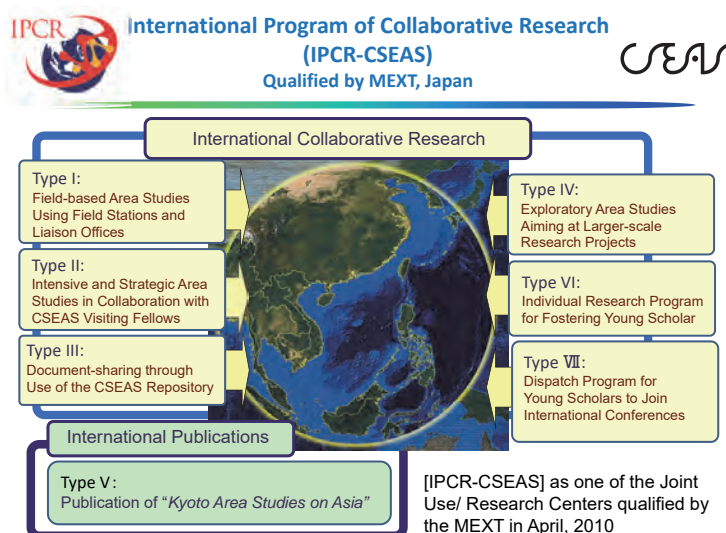 IPCR
International Program of Collaborative Research
(IPCR-CSEAS)
Qualified by MEXT, Japan
CSEAS
International Collaborative Research
Type I:
Field-based Area Studies
Using Field Stations and
Liaison Offices
Type II:
Intensive and Strategic Area
Studies in Collaboration with
CSEAS Visiting Fellows
Type III:
Document-sharing through
Use of the CSEAS Repository
Type IV:
Exploratory Area Studies
Aiming at Larger-scale
Research Projects
Type VI:
Individual Research Program
for Fostering Young Scholar
Type Ⅶ:
Dispatch Program for
Young Scholars to Join
International Conferences
International Publications
Type V:
Publication of “Kyoto Area Studies on Asia”
[IPCR-CSEAS] as one of the Joint
Use/ Research Centers qualified by
the MEXT in April, 2010